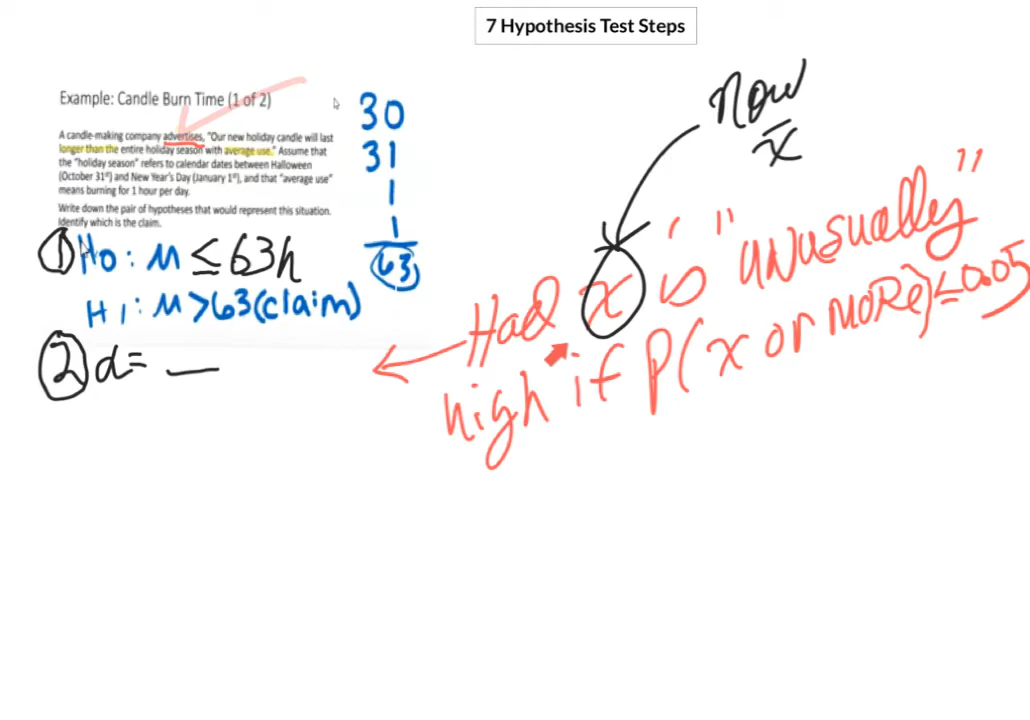 7 Hypothesis Test Steps
Example: Candle Burn Time (1 of 2)
A candle-making company advertises, "Our new holiday candle will last
longer than the entire holiday season with average use." Assume that
the "holiday season" refers to calendar dates between Halloween
(October 31st) and New Year's Day (January 1st), and that "average use"
means burning for 1 hour per day.
Write down the pair of hypotheses that would represent this situation.
Identify which is the claim.
30
31
1
1
63
① H0: μ ≤ 63h
H1: μ > 63 (claim)
② α = __
Now
x̄
Had x is "unusually"
high if P(x or more) ≤ 0.05